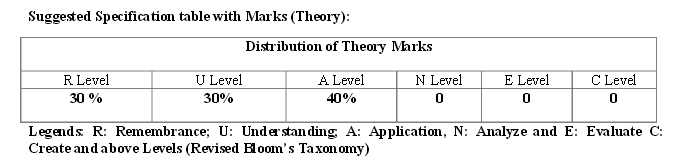 Suggested Specification table with Marks (Theory):
Distribution of Theory Marks
R Level U Level A Level N Level E Level C Level
30 % 30% 40% 0 0 0
Legends: R: Remembrance; U: Understanding; A: Application, N: Analyze and E: Evaluate C:
Create and above Levels (Revised Bloom's Taxonomy)